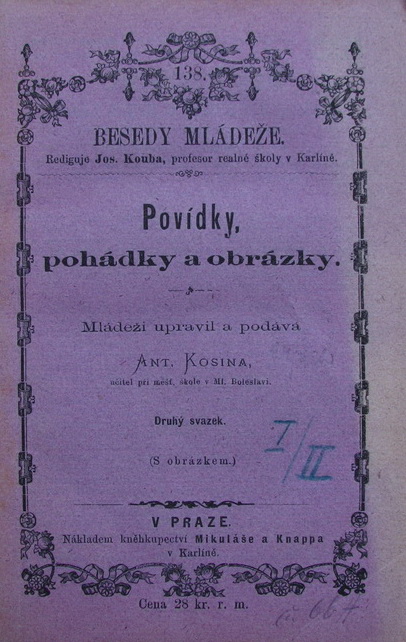 138.
BESEDY MLÁDEŽE.
Rediguje Jos. Kouba, profesor realné školy v Karlíně.
Povídky,
pohádky a obrázky.
Mládeži upravil a podává
ANT. KOSINA,
učitel při měšť. škole v Ml. Boleslavi.
Druhý svazek.
I/II
(S obrázkem.)
V PRAZE.
Nákladem kněhkupectví Mikuláše a Knappa
v Karlíně.
Cena 28 kr. r. m.